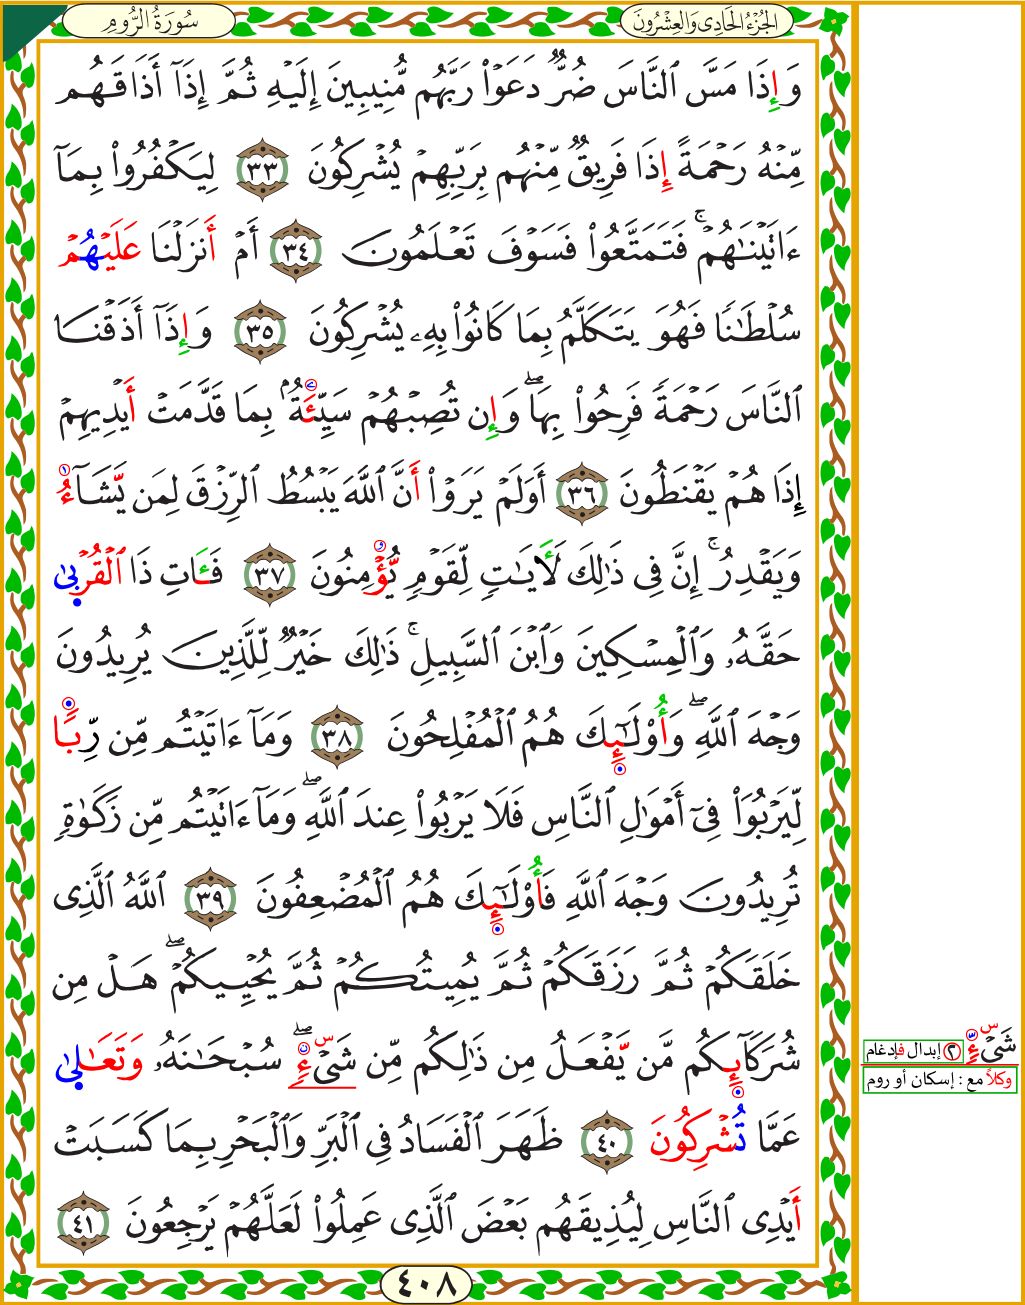 سُورَةُ الرُّومِ
الجُزْءُ الحَادِى وَالعِشْرُونَ
وَإِذَا مَسَّ ٱلنَّاسَ ضُرٌّ دَعَوْا۟ رَبَّهُم مُّنِيبِينَ إِلَيْهِ ثُمَّ إِذَآ أَذَاقَهُم
مِّنْهُ رَحْمَةً إِذَا فَرِيقٌ مِّنْهُم بِرَبِّهِمْ يُشْرِكُونَ ٣٣ لِيَكْفُرُوا۟ بِمَآ
ءَاتَيْنَـٰهُمْ ۚ فَتَمَتَّعُوا۟ فَسَوْفَ تَعْلَمُونَ ٣٤ أَمْ أَنزَلْنَا عَلَيْهُمْ
سُلْطَـٰنًا فَهُوَ يَتَكَلَّمُ بِمَا كَانُوا۟ بِهِۦ يُشْرِكُونَ ٣٥ وَإِذَآ أَذَقْنَا
ٱلنَّاسَ رَحْمَةً فَرِحُوا۟ بِهَا ۖ وَإِن تُصِبْهُمْ سَيِّئَةٌۢ بِمَا قَدَّمَتْ أَيْدِيهِمْ
إِذَا هُمْ يَقْنَطُونَ ٣٦ أَوَلَمْ يَرَوْا۟ أَنَّ ٱللَّهَ يَبْسُطُ ٱلرِّزْقَ لِمَن يَشَآءُ
وَيَقْدِرُ ۚ إِنَّ فِى ذَٰلِكَ لَـَٔايَـٰتٍ لِّقَوْمٍ يُؤْمِنُونَ ٣٧ فَـَٔاتِ ذَا ٱلْقُرْبىٰ
حَقَّهُۥ وَٱلْمِسْكِينَ وَٱبْنَ ٱلسَّبِيلِ ۚ ذَٰلِكَ خَيْرٌ لِّلَّذِينَ يُرِيدُونَ
وَجْهَ ٱللَّهِ ۖ وَأُو۟لَـٰٓئِكَ هُمُ ٱلْمُفْلِحُونَ ٣٨ وَمَآ ءَاتَيْتُم مِّن رِّبًا
لِّيَرْبُوَا۟ فِىٓ أَمْوَٰلِ ٱلنَّاسِ فَلَا يَرْبُوا۟ عِندَ ٱللَّهِ ۖ وَمَآ ءَاتَيْتُم مِّن زَكَوٰةٍ
تُرِيدُونَ وَجْهَ ٱللَّهِ فَأُو۟لَـٰٓئِكَ هُمُ ٱلْمُضْعِفُونَ ٣٩ ٱللَّهُ ٱلَّذِى
خَلَقَكُمْ ثُمَّ رَزَقَكُمْ ثُمَّ يُمِيتُكُمْ ثُمَّ يُحْيِيكُمْ ۖ هَلْ مِن
شُرَكَآئِكُم مَّن يَفْعَلُ مِن ذَٰلِكُم مِّن شَىْءٍ ۖ سُبْحَـٰنَهُۥ وَتَعَـٰلىٰ
عَمَّا تُشْرِكُونَ ٤٠ ظَهَرَ ٱلْفَسَادُ فِى ٱلْبَرِّ وَٱلْبَحْرِ بِمَا كَسَبَتْ
أَيْدِى ٱلنَّاسِ لِيُذِيقَهُم بَعْضَ ٱلَّذِى عَمِلُوا۟ لَعَلَّهُمْ يَرْجِعُونَ ٤١
شَىْءٍ ٢ إبدال فإدغام
وكلاً مع : إسكان أو روم
٤٠٨